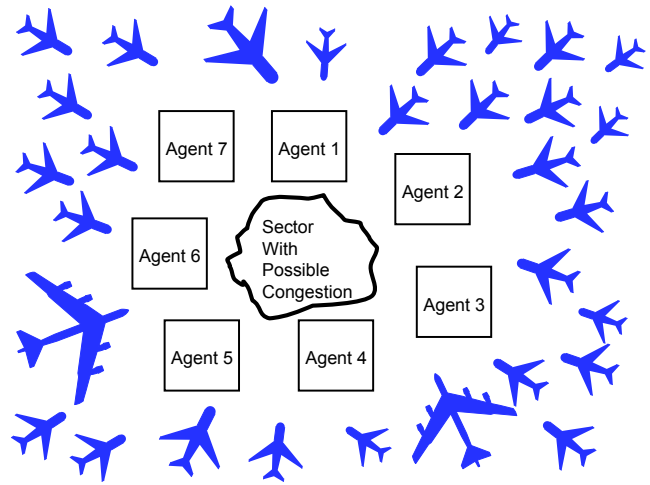 Agent 7
Agent 1
Agent 2
Sector
With
Possible
Congestion
Agent 6
Agent 3
Agent 5
Agent 4